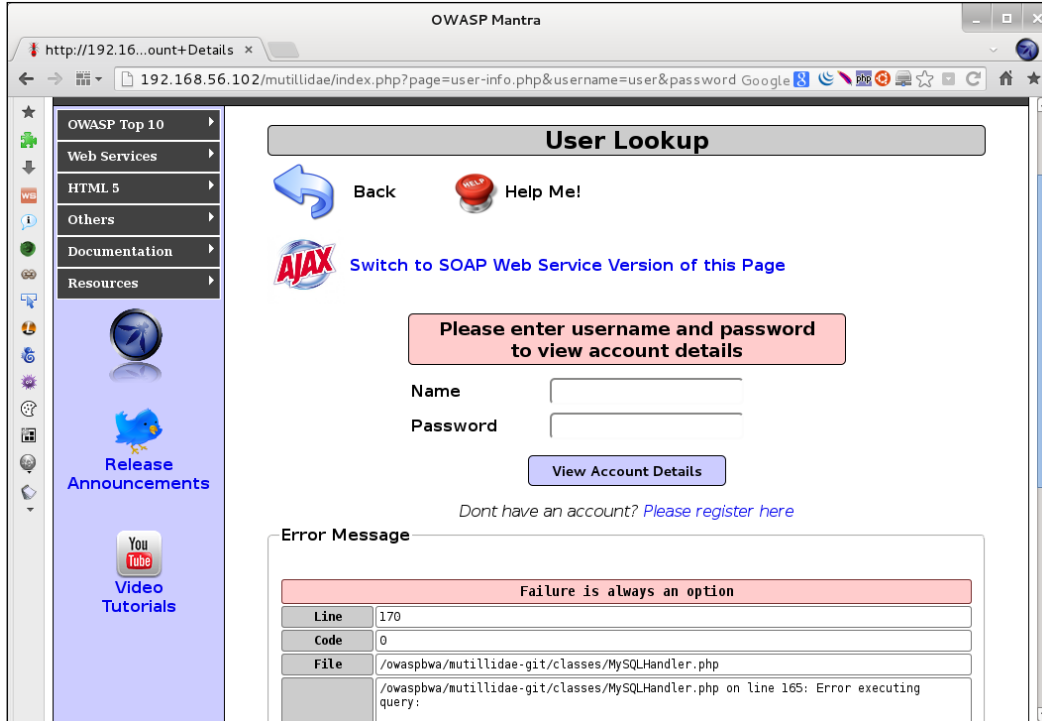 OWASP Mantra
http://192.16...ount+Details ×
192.168.56.102/mutillidae/index.php?page=user-info.php&username=user&password Google
OWASP Top 10
Web Services
HTML 5
Others
Documentation
Resources
Release
Announcements
You
Tube
Video
Tutorials
User Lookup
Back
HELP
Help Me!
AJAX
Switch to SOAP Web Service Version of this Page
Please enter username and password
to view account details
Name
Password
View Account Details
Dont have an account? Please register here
Error Message
Failure is always an option
Line 170
Code 0
File /owaspbwa/mutillidae-git/classes/MySQLHandler.php
/owaspbwa/mutillidae-git/classes/MySQLHandler.php on line 165: Error executing
query: